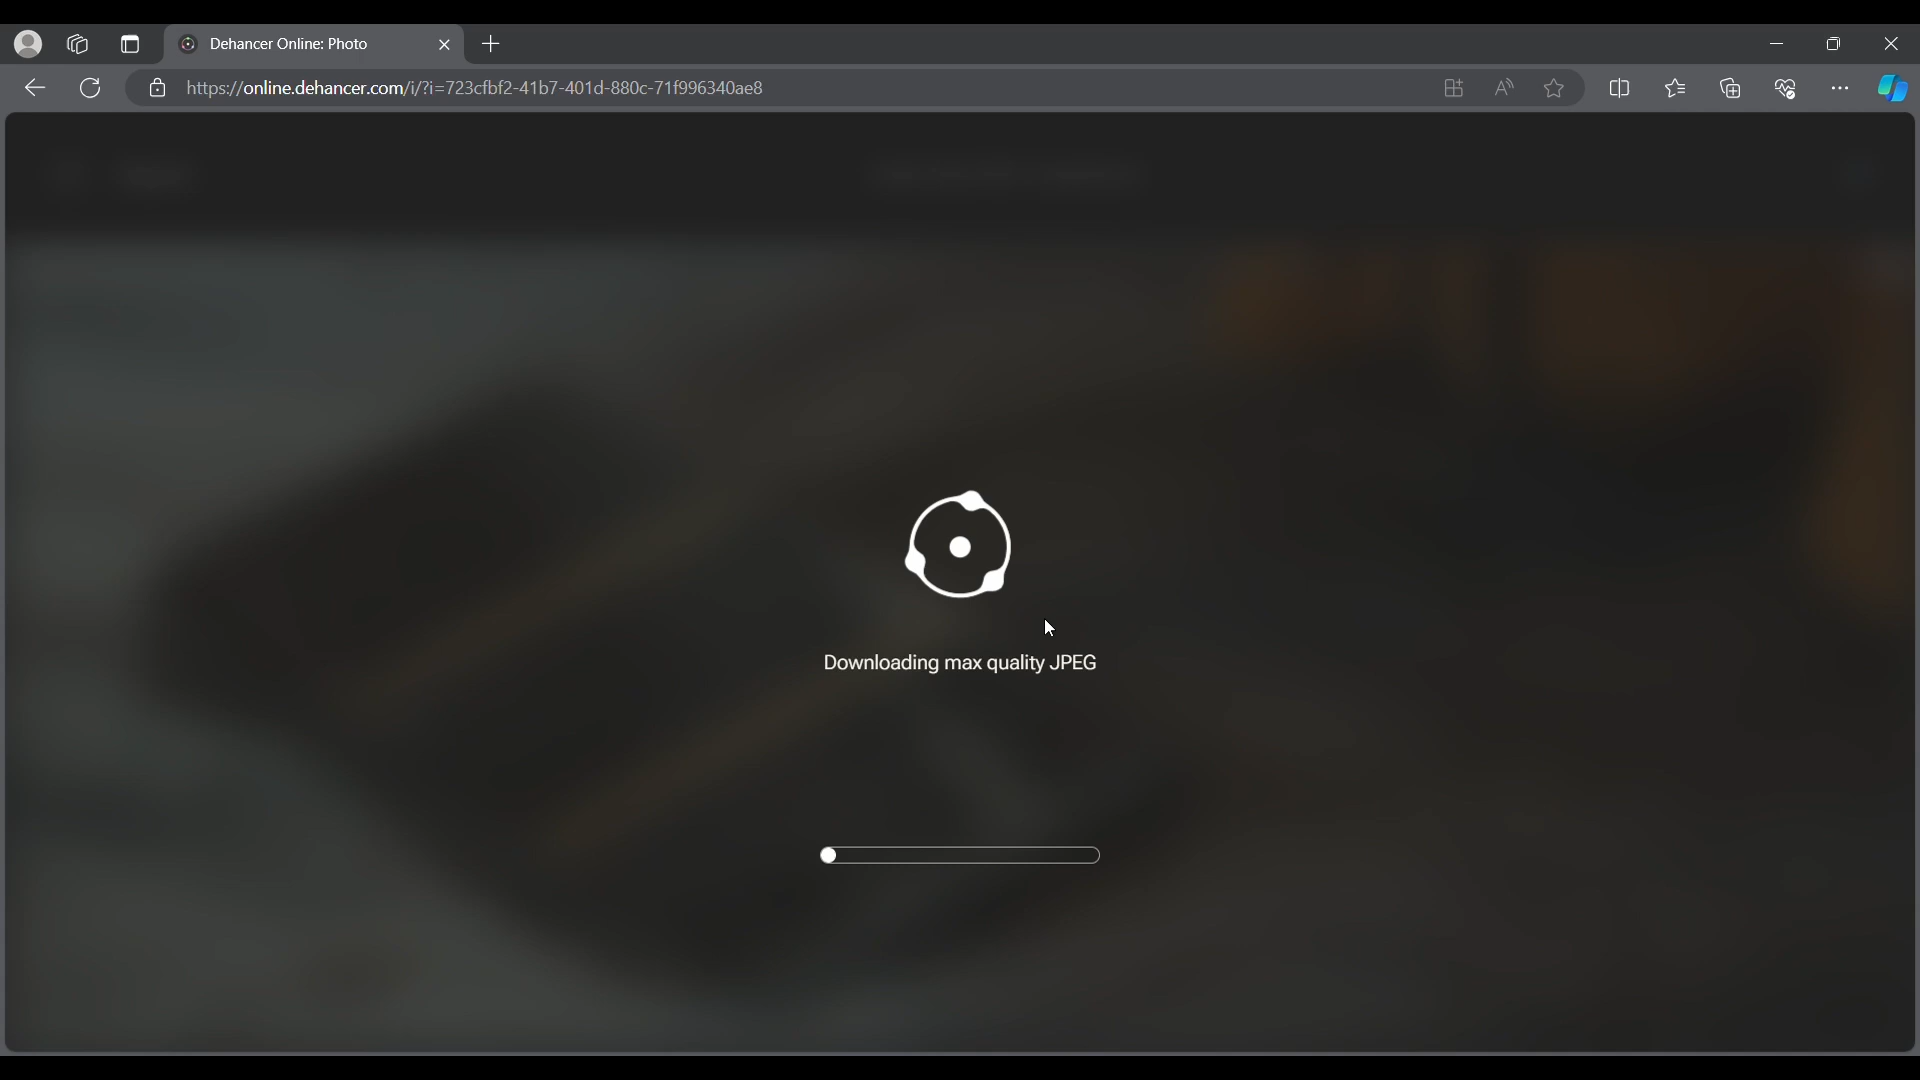 Dehancer Online: Photo
https://online.dehancer.com/i/?i=723cfbf2-41b7-401d-880c-71f996340ae8
Downloading max quality JPEG